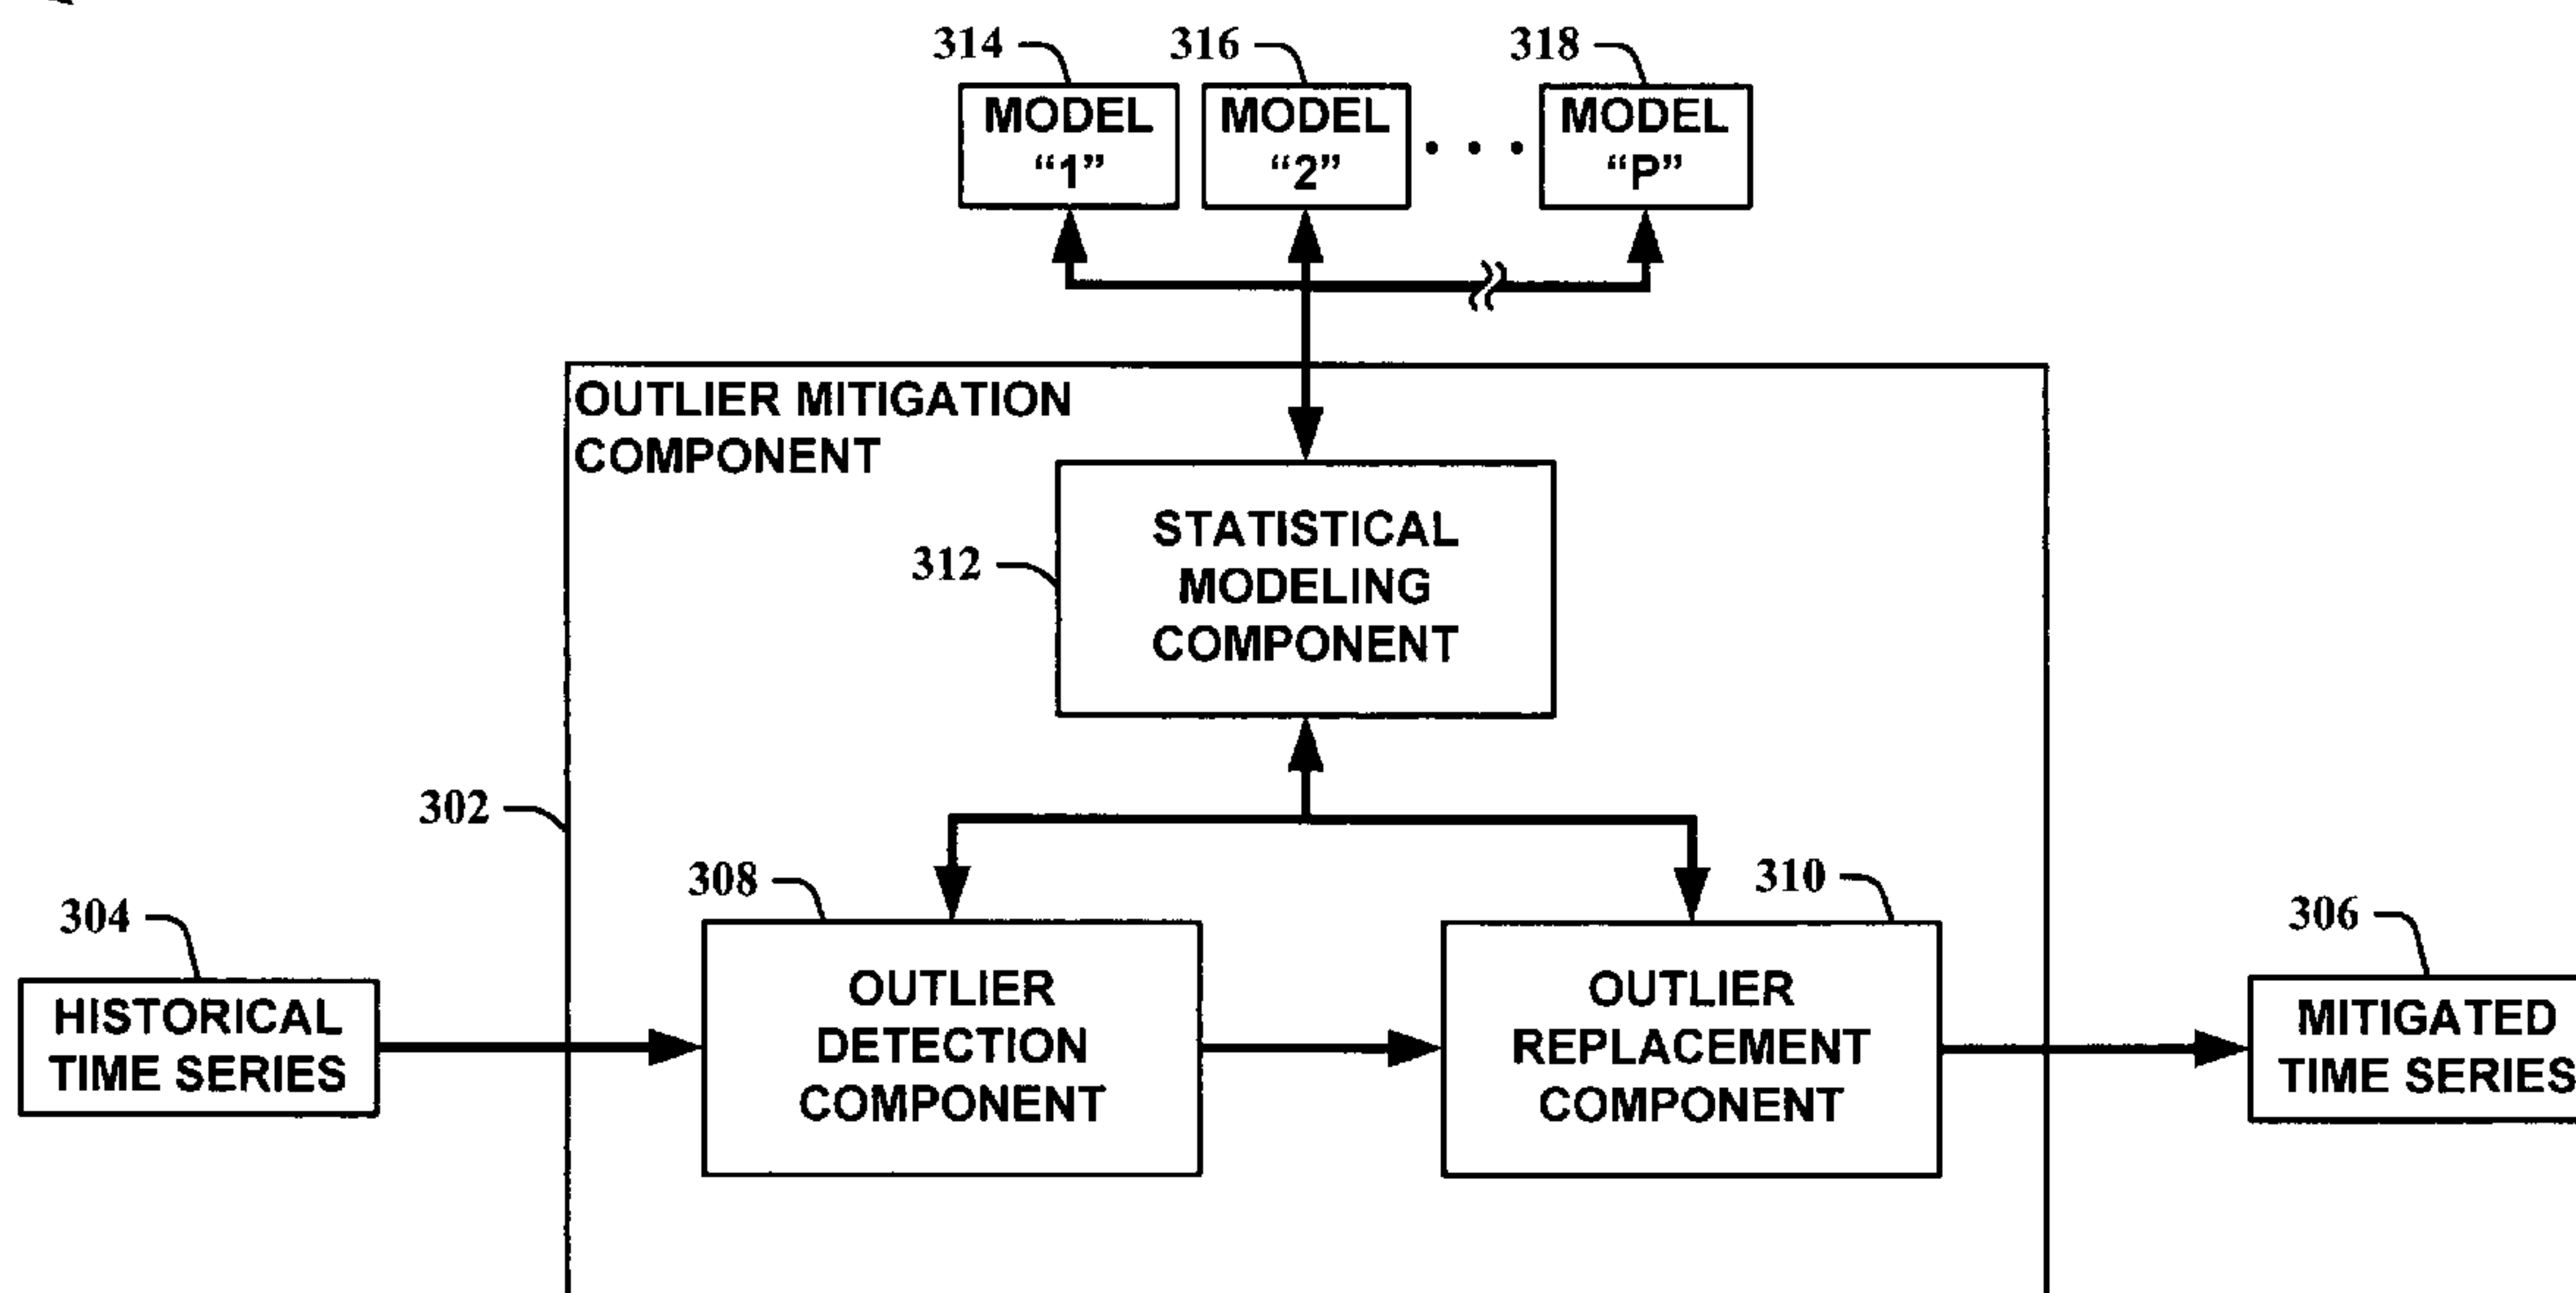 314
316
318
MODEL
“1”
MODEL
“2”
. . .
MODEL
“P”
OUTLIER MITIGATION
COMPONENT
312
STATISTICAL
MODELING
COMPONENT
302
308
310
304
306
HISTORICAL
TIME SERIES
OUTLIER
DETECTION
COMPONENT
OUTLIER
REPLACEMENT
COMPONENT
MITIGATED
TIME SERIES